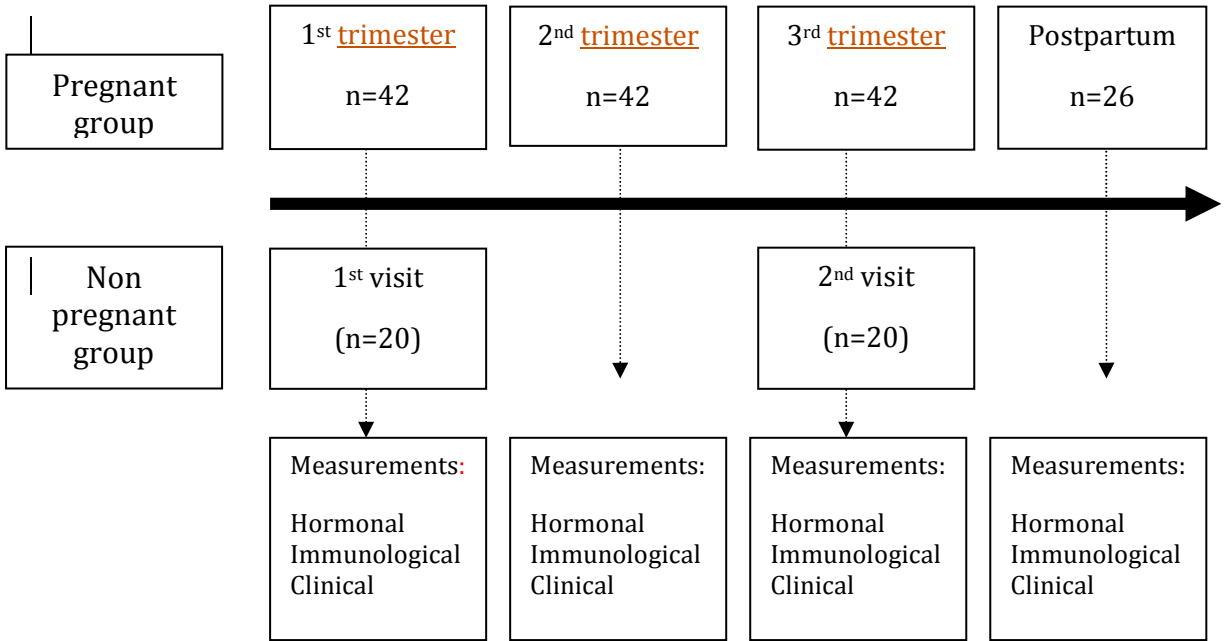 Pregnant
group
1st trimester
n=42
2nd trimester
n=42
3rd trimester
n=42
Postpartum
n=26
Non
pregnant
group
1st visit
(n=20)
2nd visit
(n=20)
Measurements:
Hormonal
Immunological
Clinical
Measurements:
Hormonal
Immunological
Clinical
Measurements:
Hormonal
Immunological
Clinical
Measurements:
Hormonal
Immunological
Clinical